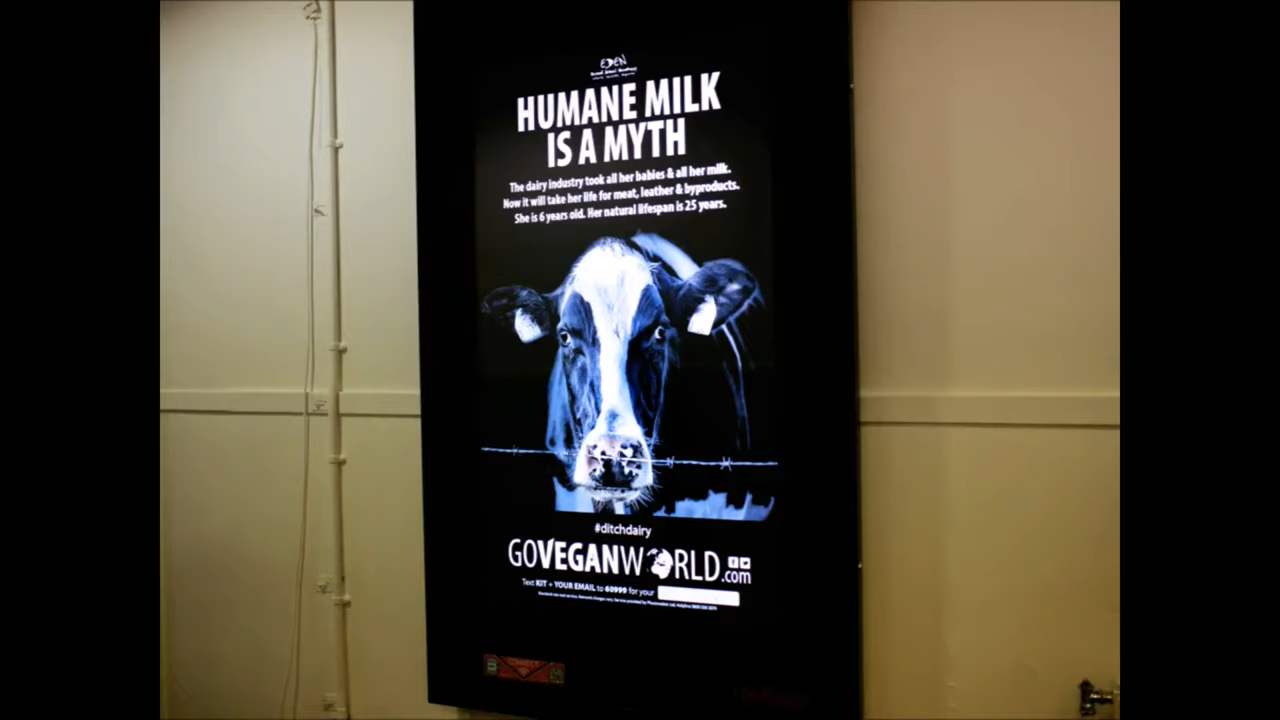 EDEN
HUMANE MILK
IS A MYTH
The dairy industry took all her babies & all her milk.
Now it will take her life for meat, leather & byproducts.
She is 6 years old. Her natural lifespan is 25 years.
#ditchdairy
GOVEGANWORLD.com
Text KIT + YOUR EMAIL to 60999 for your